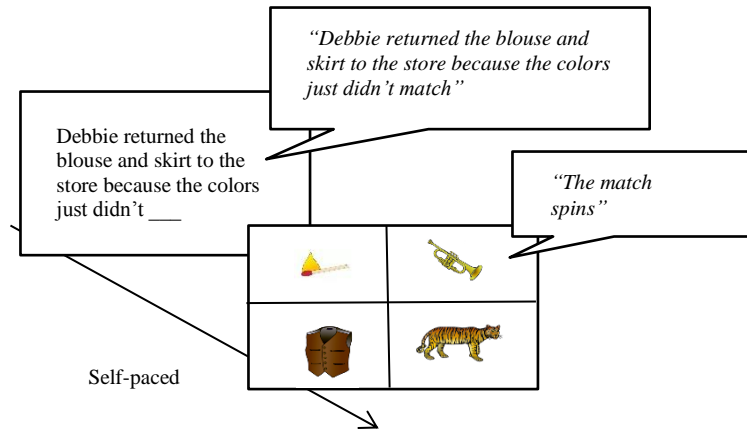 “Debbie returned the blouse and
skirt to the store because the colors
just didn’t match”
Debbie returned the
blouse and skirt to the
store because the colors
just didn’t ___
“The match
spins”
Self-paced